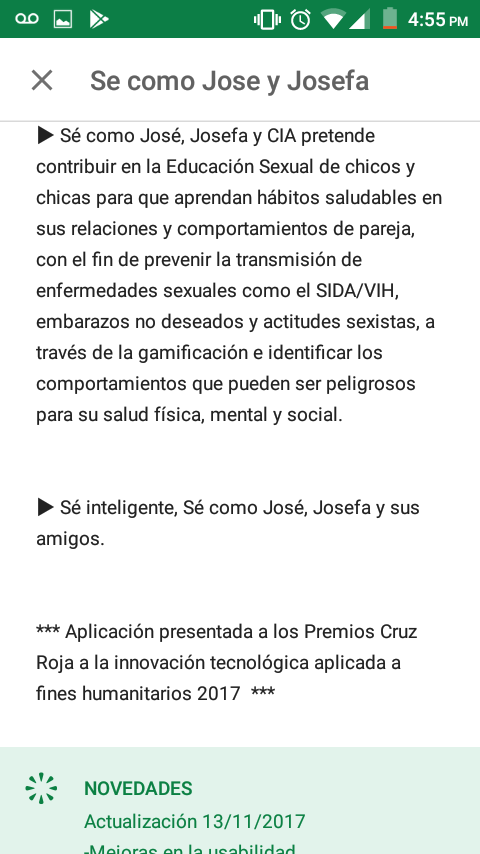 4:55 PM
Se como Jose y Josefa
▶ Sé como José, Josefa y CIA pretende
contribuir en la Educación Sexual de chicos y
chicas para que aprendan hábitos saludables en
sus relaciones y comportamientos de pareja,
con el fin de prevenir la transmisión de
enfermedades sexuales como el SIDA/VIH,
embarazos no deseados y actitudes sexistas, a
través de la gamificación e identificar los
comportamientos que pueden ser peligrosos
para su salud física, mental y social.
▶ Sé inteligente, Sé como José, Josefa y sus
amigos.
*** Aplicación presentada a los Premios Cruz
Roja a la innovación tecnológica aplicada a
fines humanitarios 2017 ***
NOVEDADES
Actualización 13/11/2017
-Mejoras en la usabilidad